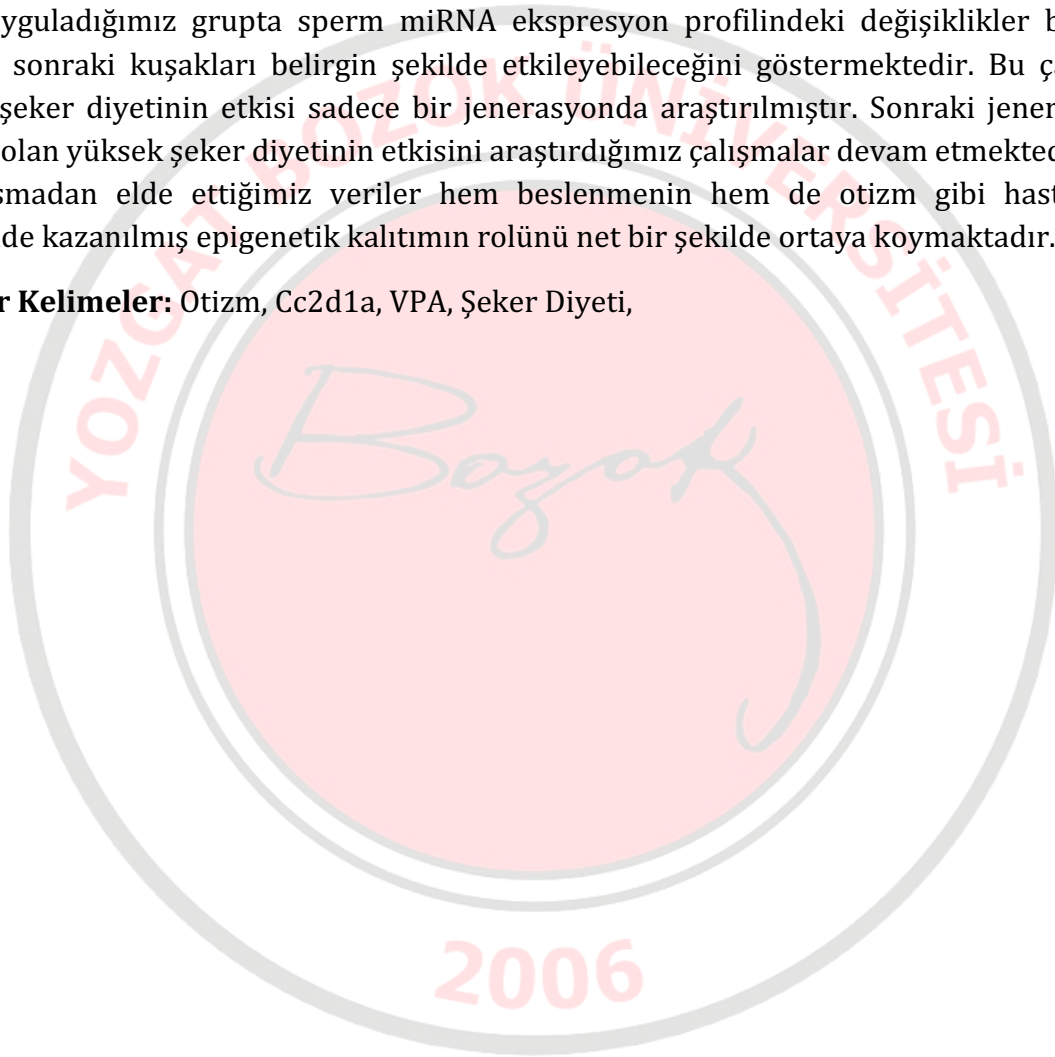 yguladığımız grupta sperm miRNA ekspresyon profilindeki değişiklikler b
sonraki kuşakları belirgin şekilde etkileyebileceğini göstermektedir. Bu ça
şeker diyetinin etkisi sadece bir jenerasyonda araştırılmıştır. Sonraki jener
olan yüksek şeker diyetinin etkisini araştırdığımız çalışmalar devam etmekted
şmadan elde ettiğimiz veriler hem beslenmenin hem de otizm gibi hast
de kazanılmış epigenetik kalıtımın rolünü net bir şekilde ortaya koymaktadır.
r Kelimeler: Otizm, Cc2d1a, VPA, Şeker Diyeti,
YOZGAT BOZOK ÜNİVERSİTESİ
Bozok
2006